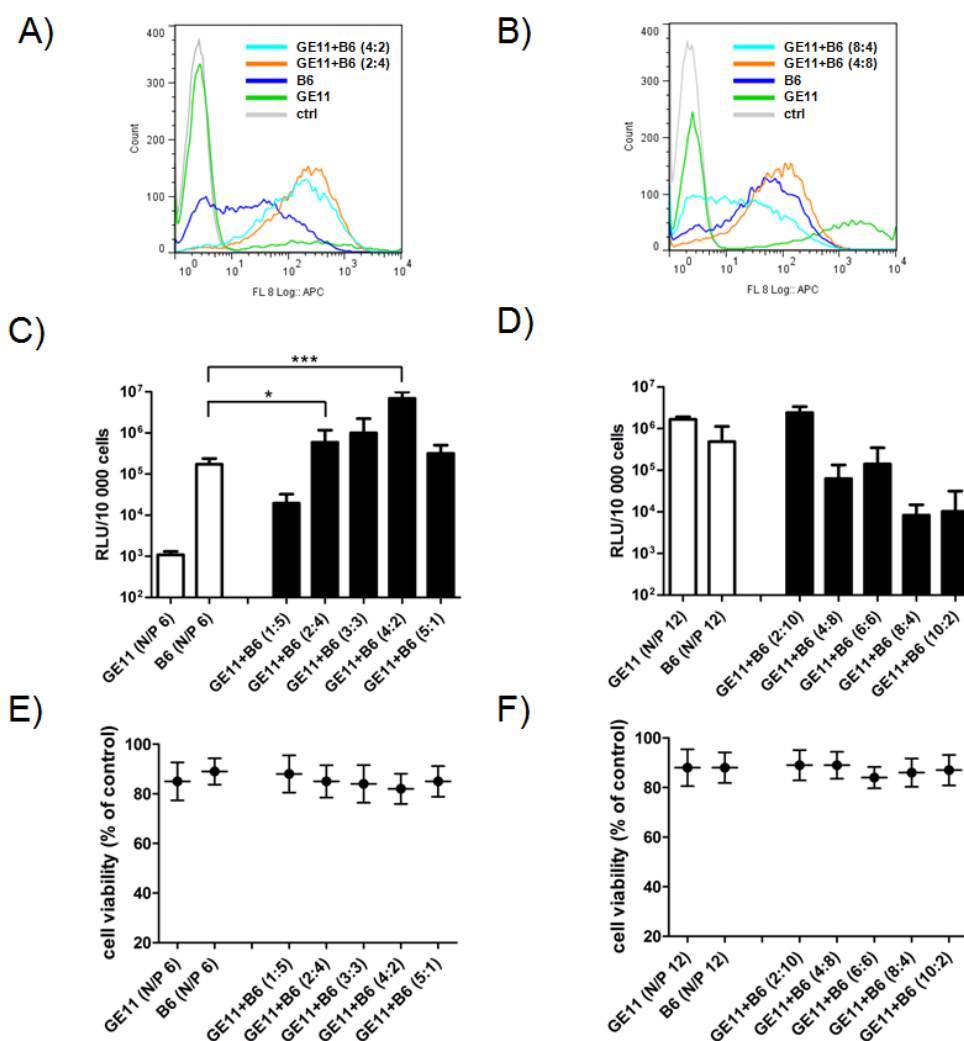 A)
400
300
200
100
0
Count
10^0 10^1 10^2 10^3 10^4
FL 8 Log:: APC
GE11+B6 (4:2)
GE11+B6 (2:4)
B6
GE11
ctrl
B)
400
300
200
100
0
Count
10^0 10^1 10^2 10^3 10^4
FL 8 Log:: APC
GE11+B6 (8:4)
GE11+B6 (4:8)
B6
GE11
ctrl
C)
***
*
10^7
10^6
10^5
10^4
10^3
10^2
RLU/10 000 cells
GE11 (N/P 6)
B6 (N/P 6)
GE11+B6 (1:5)
GE11+B6 (2:4)
GE11+B6 (3:3)
GE11+B6 (4:2)
GE11+B6 (5:1)
D)
10^7
10^6
10^5
10^4
10^3
10^2
RLU/10 000 cells
GE11 (N/P 12)
B6 (N/P 12)
GE11+B6 (2:10)
GE11+B6 (4:8)
GE11+B6 (6:6)
GE11+B6 (8:4)
GE11+B6 (10:2)
E)
100
80
60
40
20
cell viability (% of control)
GE11 (N/P 6)
B6 (N/P 6)
GE11+B6 (1:5)
GE11+B6 (2:4)
GE11+B6 (3:3)
GE11+B6 (4:2)
GE11+B6 (5:1)
F)
100
80
60
40
20
cell viability (% of control)
GE11 (N/P 12)
B6 (N/P 12)
GE11+B6 (2:10)
GE11+B6 (4:8)
GE11+B6 (6:6)
GE11+B6 (8:4)
GE11+B6 (10:2)